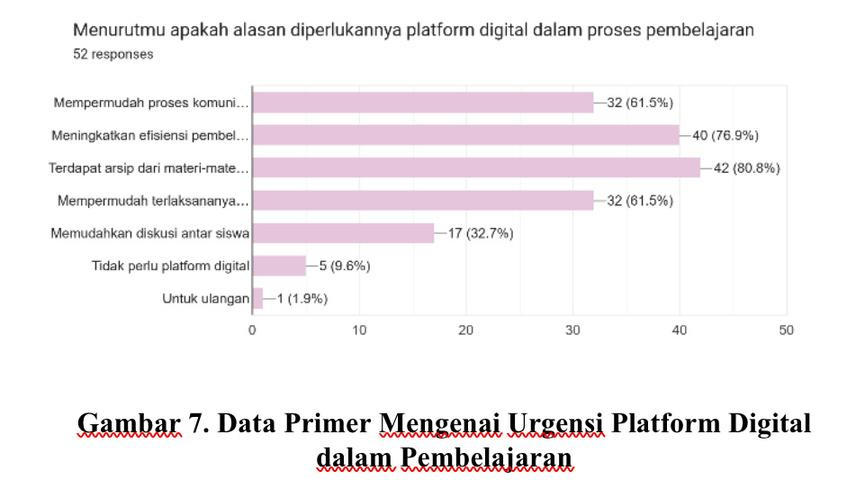 Menurutmu apakah alasan diperlukannya platform digital dalam proses pembelajaran
52 responses
Mempermudah proses komuni...
32 (61.5%)
Meningkatkan efisiensi pembel...
40 (76.9%)
Terdapat arsip dari materi-mate...
42 (80.8%)
Mempermudah terlaksananya...
32 (61.5%)
Memudahkan diskusi antar siswa
17 (32.7%)
Tidak perlu platform digital
5 (9.6%)
Untuk ulangan
1 (1.9%)
0 10 20 30 40 50
Gambar 7. Data Primer Mengenai Urgensi Platform Digital
dalam Pembelajaran